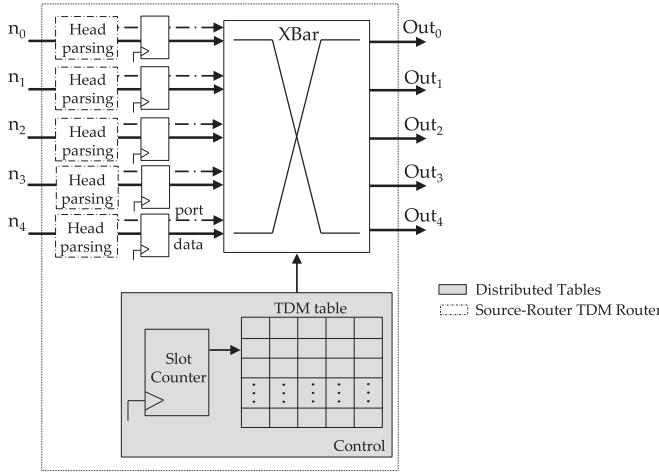 n0
Head
parsing
n1
Head
parsing
n2
Head
parsing
n3
Head
parsing
n4
Head
parsing
port
data
XBar
Out0
Out1
Out2
Out3
Out4
TDM table
Slot
Counter
Control
Distributed Tables
Source-Router TDM Router